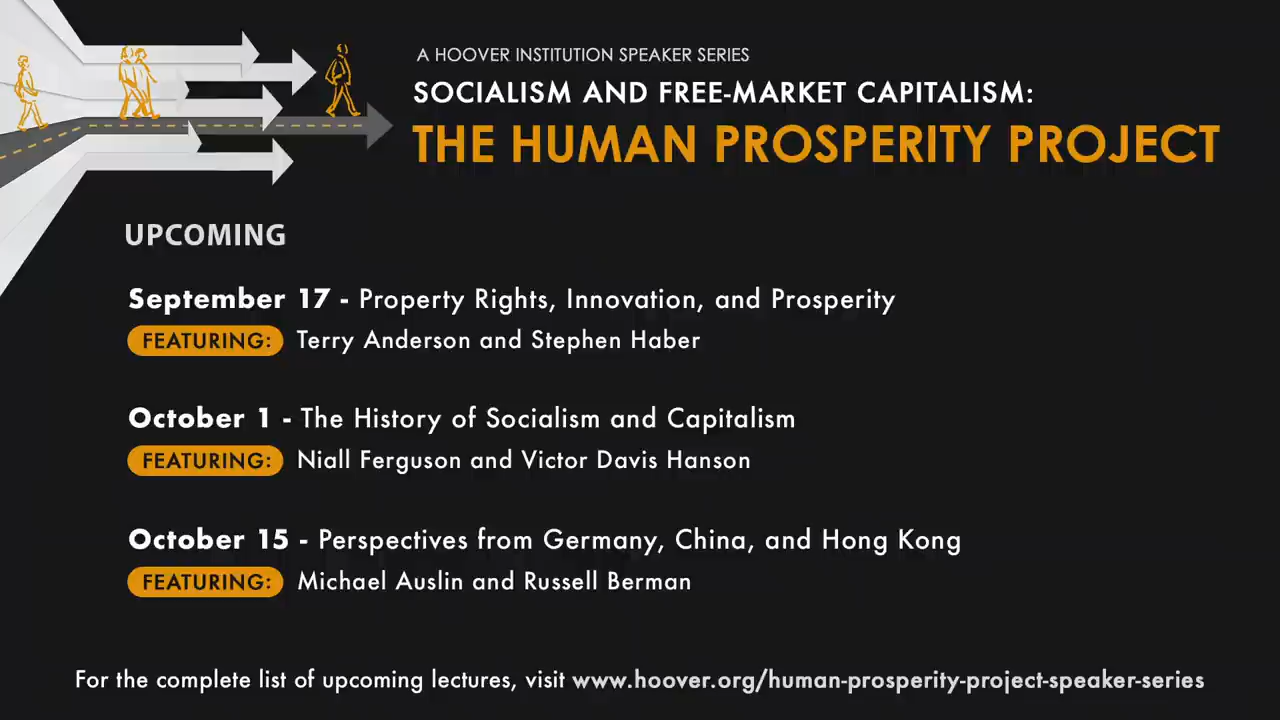 A HOOVER INSTITUTION SPEAKER SERIES
SOCIALISM AND FREE-MARKET CAPITALISM:
THE HUMAN PROSPERITY PROJECT
UPCOMING
September 17 - Property Rights, Innovation, and Prosperity
FEATURING: Terry Anderson and Stephen Haber
October 1 - The History of Socialism and Capitalism
FEATURING: Niall Ferguson and Victor Davis Hanson
October 15 - Perspectives from Germany, China, and Hong Kong
FEATURING: Michael Auslin and Russell Berman
For the complete list of upcoming lectures, visit www.hoover.org/human-prosperity-project-speaker-series